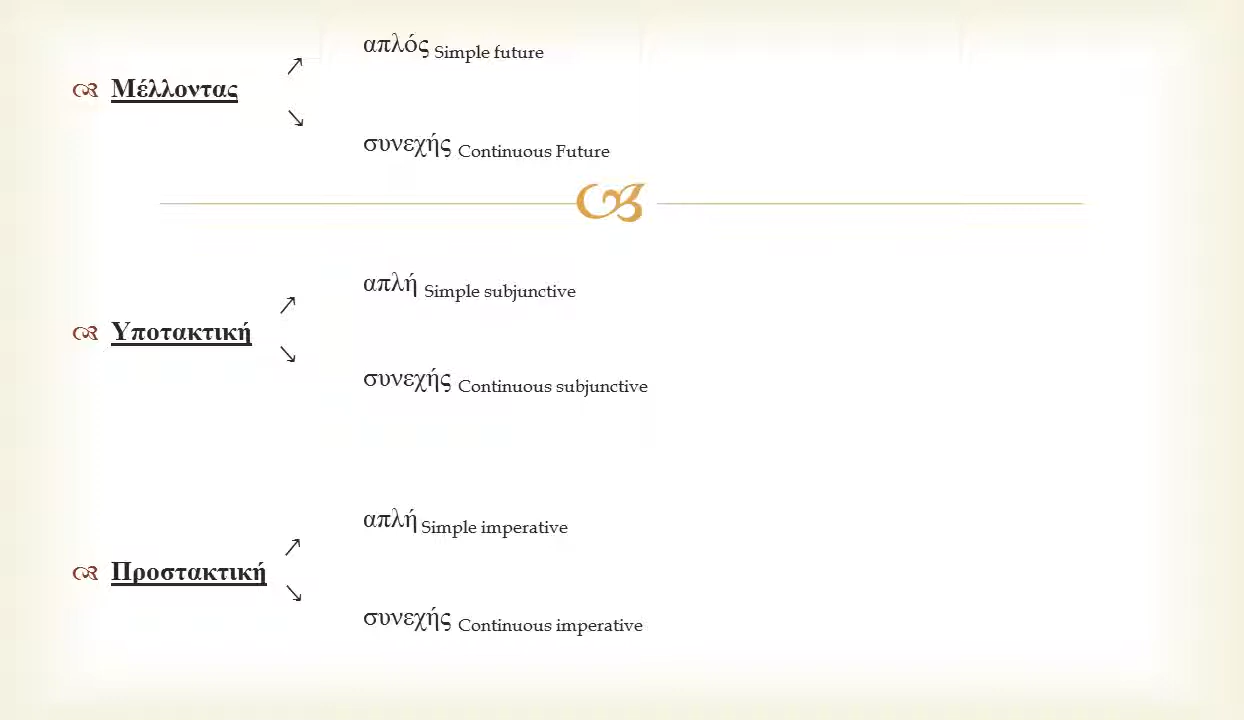 απλός Simple future
Μέλλοντας
συνεχής Continuous Future
απλή Simple subjunctive
Υποτακτική
συνεχής Continuous subjunctive
απλή Simple imperative
Προστακτική
συνεχής Continuous imperative